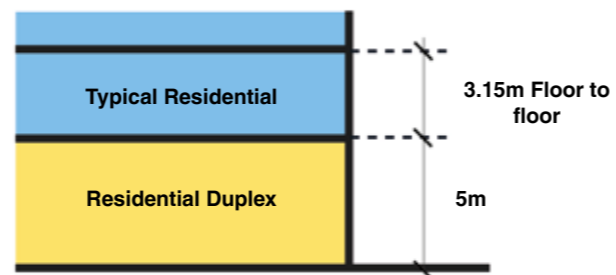 Typical Residential
3.15m Floor to
floor
Residential Duplex
5m